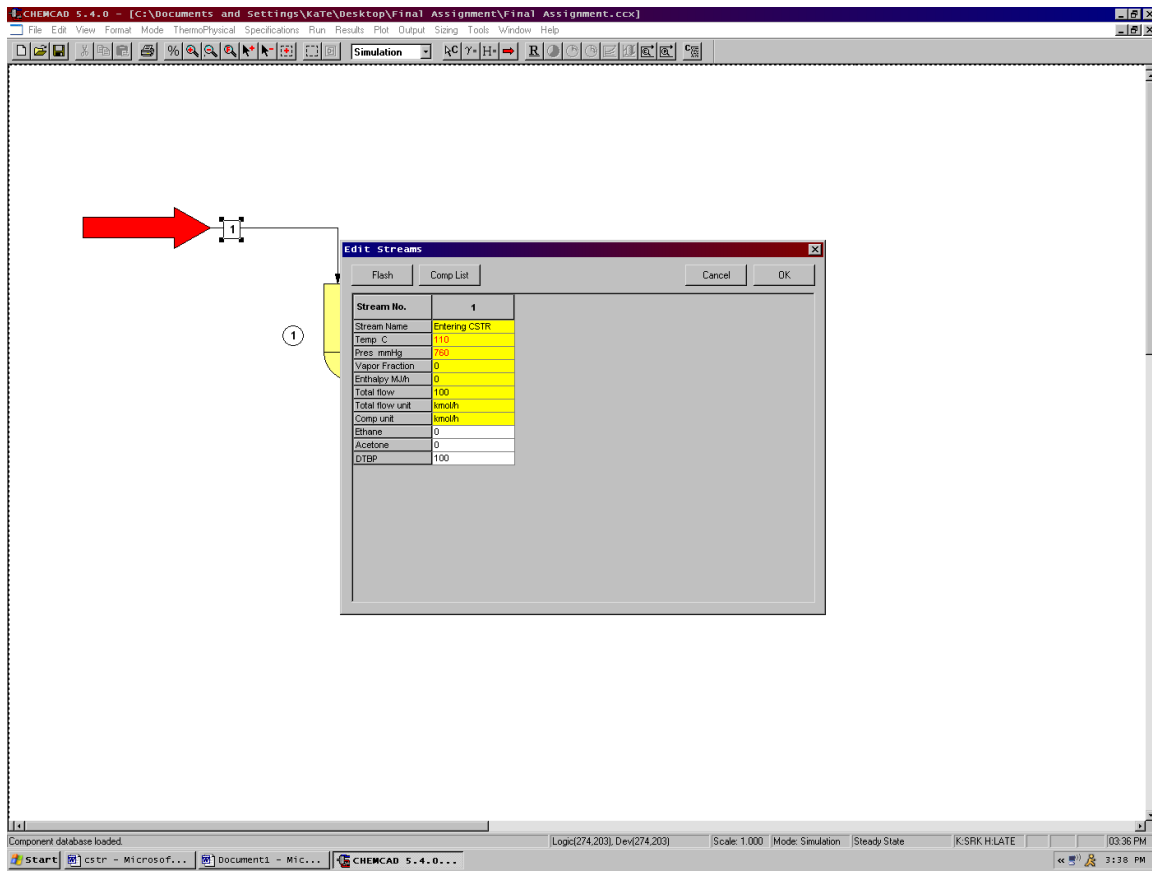 CHEMCAD 5.4.0 - [C:\Documents and Settings\KaTe\Desktop\Final Assignment\Final Assignment.ccx]
File Edit View Format Mode ThermoPhysical Specifications Run Results Plot Output Sizing Tools Window Help
Simulation
R
1
Edit Streams
Flash Comp List Cancel OK
Stream No. 1
Stream Name Entering CSTR
Temp C 110
Pres mmHg 760
Vapor Fraction 0
Enthalpy MJ/h 0
Total flow 100
Total flow unit kmol/h
Comp unit kmol/h
Ethane 0
Acetone 0
DTBP 100
1
Component database loaded. Logic(274,203), Dev(274,203) Scale: 1.000 Mode: Simulation Steady State K:SRK H:LATE 03:36 PM
Start cstr - Microsof... Document1 - Mic... CHEMCAD 5.4.0... « 3:38 PM